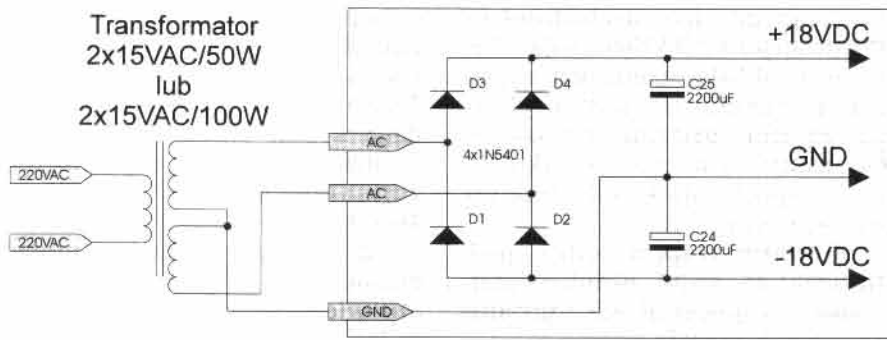 Transformator
2x15VAC/50W
lub
2x15VAC/100W
220VAC
220VAC
AC
AC
GND
D3
D4
4x1N5401
D1
D2
C25
2200uF
C24
2200uF
+18VDC
GND
-18VDC